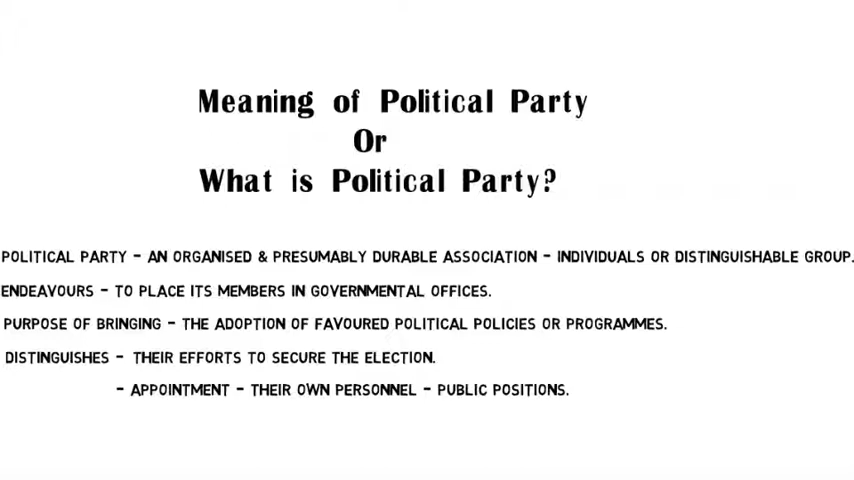 Meaning of Political Party
Or
What is Political Party?
POLITICAL PARTY - AN ORGANISED & PRESUMABLY DURABLE ASSOCIATION - INDIVIDUALS OR DISTINGUISHABLE GROUP.
ENDEAVOURS - TO PLACE ITS MEMBERS IN GOVERNMENTAL OFFICES.
PURPOSE OF BRINGING - THE ADOPTION OF FAVOURED POLITICAL POLICIES OR PROGRAMMES.
DISTINGUISHES - THEIR EFFORTS TO SECURE THE ELECTION.
- APPOINTMENT - THEIR OWN PERSONNEL - PUBLIC POSITIONS.